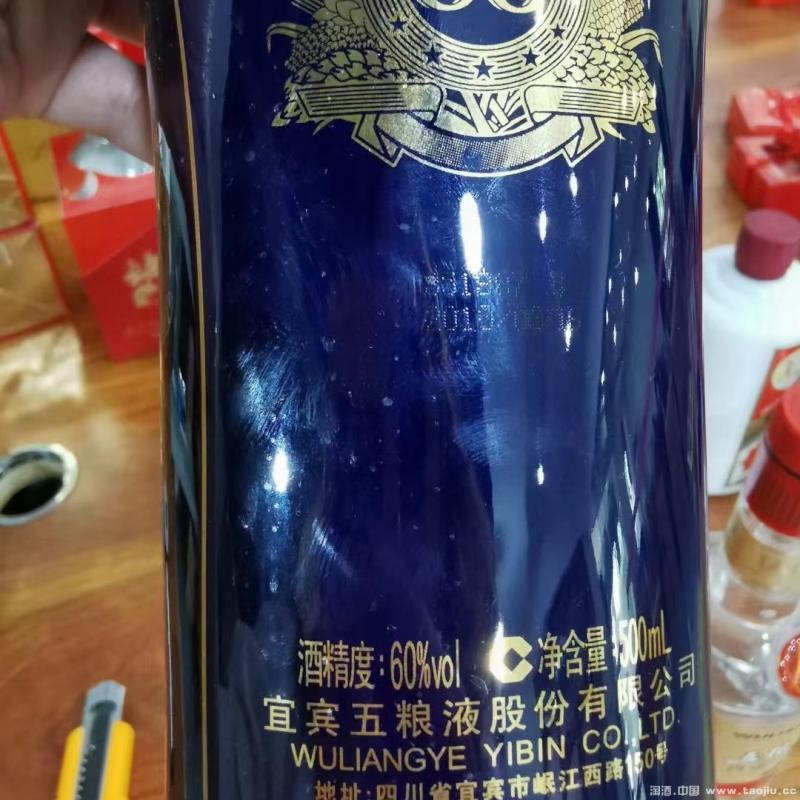 酒精度:60%vol 净含量:500mL
宜宾五粮液股份有限公司
WULIANGYE YIBIN CO.,LTD.
地址:四川省宜宾市岷江西路150号
淘酒.中国 www.taojiu.cc